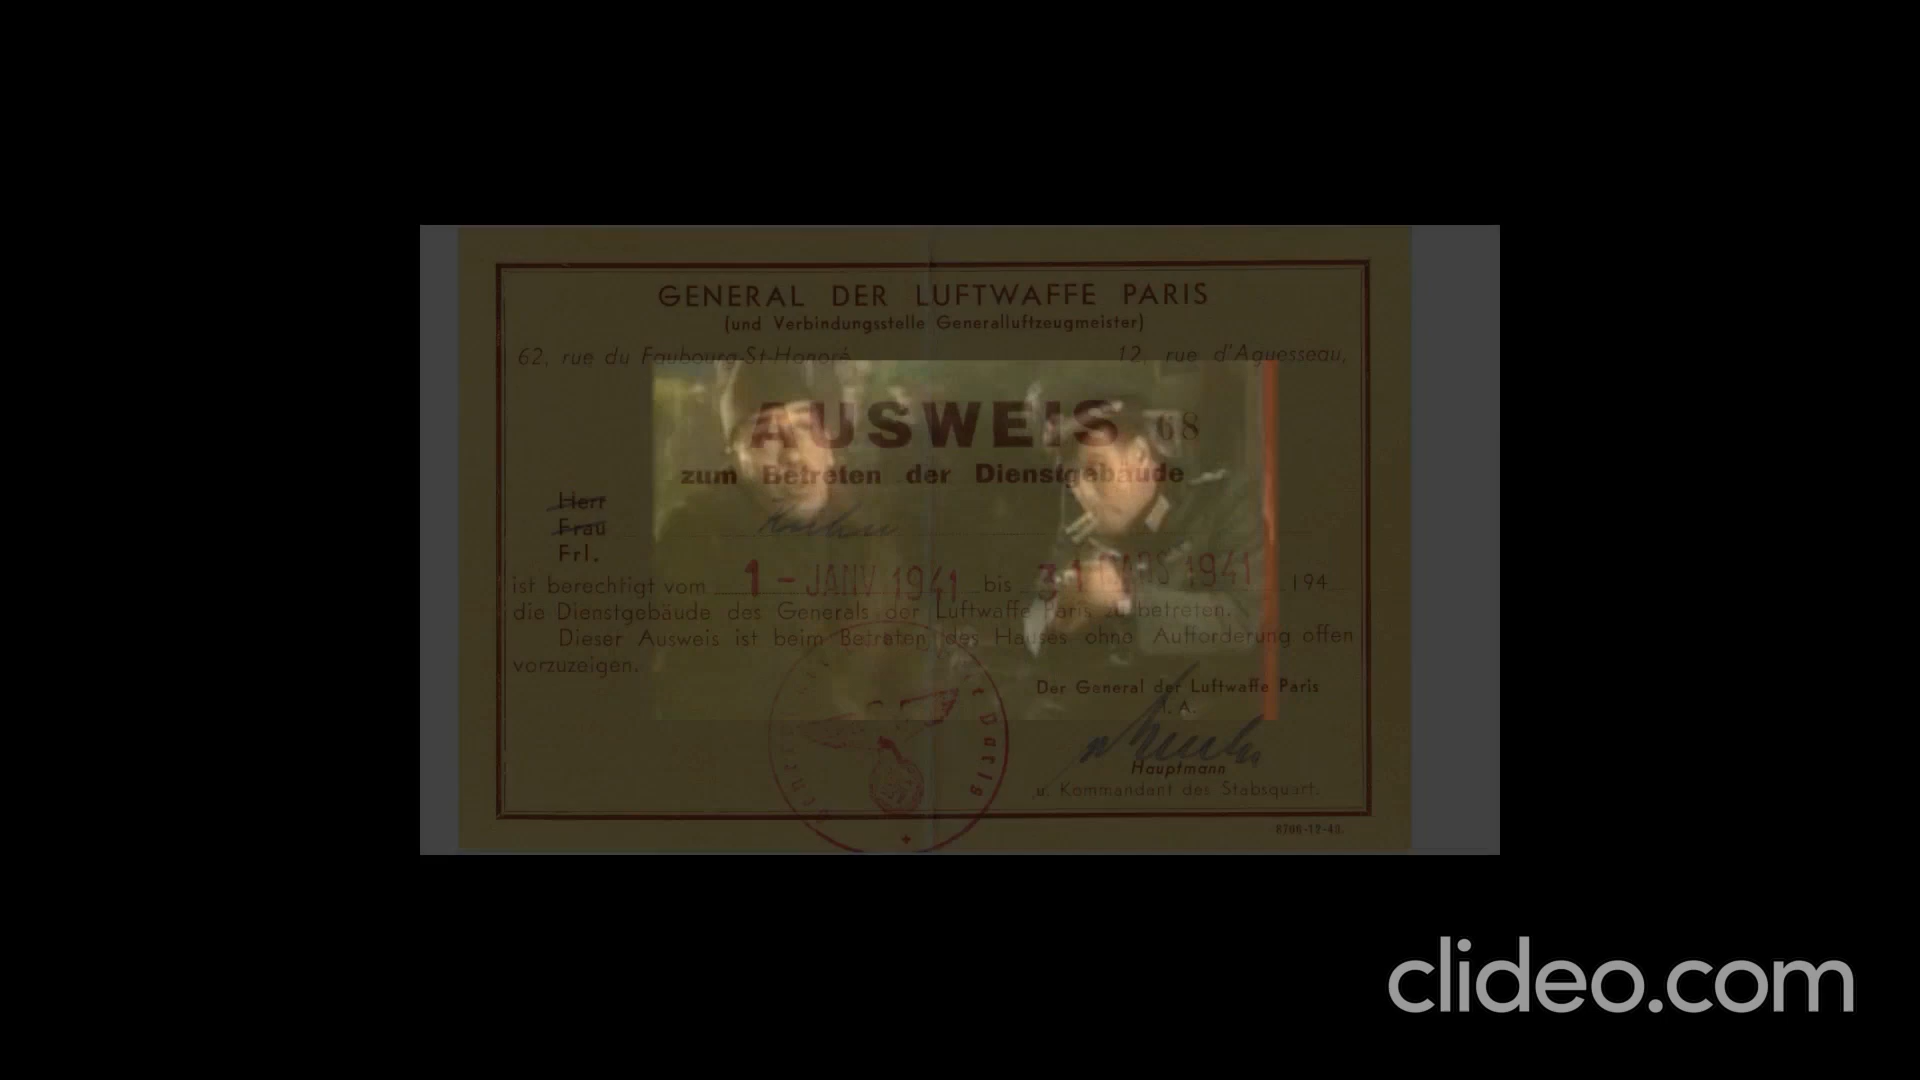 GENERAL DER LUFTWAFFE PARIS
(und Verbindungsstelle Generalluftzeugmeister)
62, rue du Faubourg-St-Honoré 12, rue d'Aguesseau,
AUSWEIS 68
zum Betreten der Dienstgebäude
Herr
Frau
Frl.
ist berechtigt vom 1 - JANV 1941 bis 31 MARS 1941 194
die Dienstgebäude des Generals der Luftwaffe Paris zu betreten.
Dieser Ausweis ist beim Betreten des Hauses ohne Aufforderung offen
vorzuzeigen.
Der General der Luftwaffe Paris
I. A.
Hauptmann
u. Kommandant des Stabsquart.
Paris
clideo.com